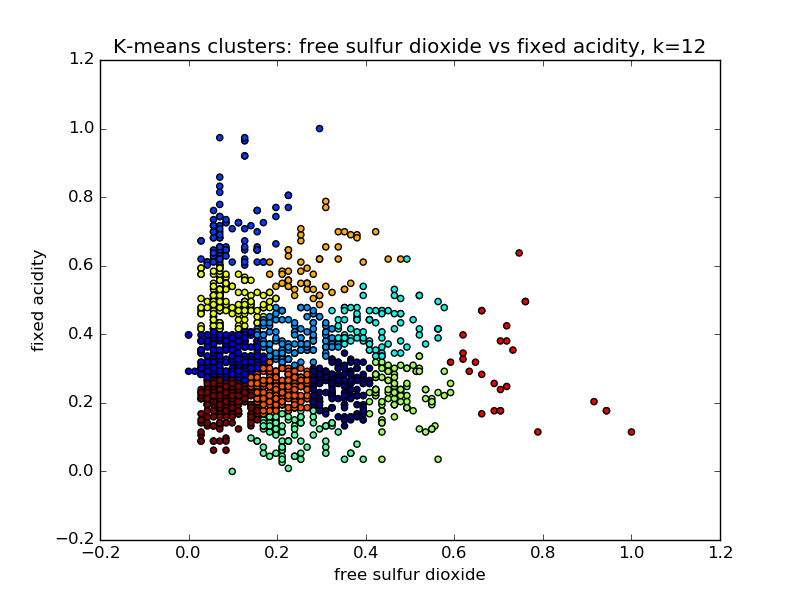 K-means clusters: free sulfur dioxide vs fixed acidity, k=12
1.2
1.0
0.8
0.6
0.4
0.2
0.0
−0.2
fixed acidity
−0.2 0.0 0.2 0.4 0.6 0.8 1.0 1.2
free sulfur dioxide